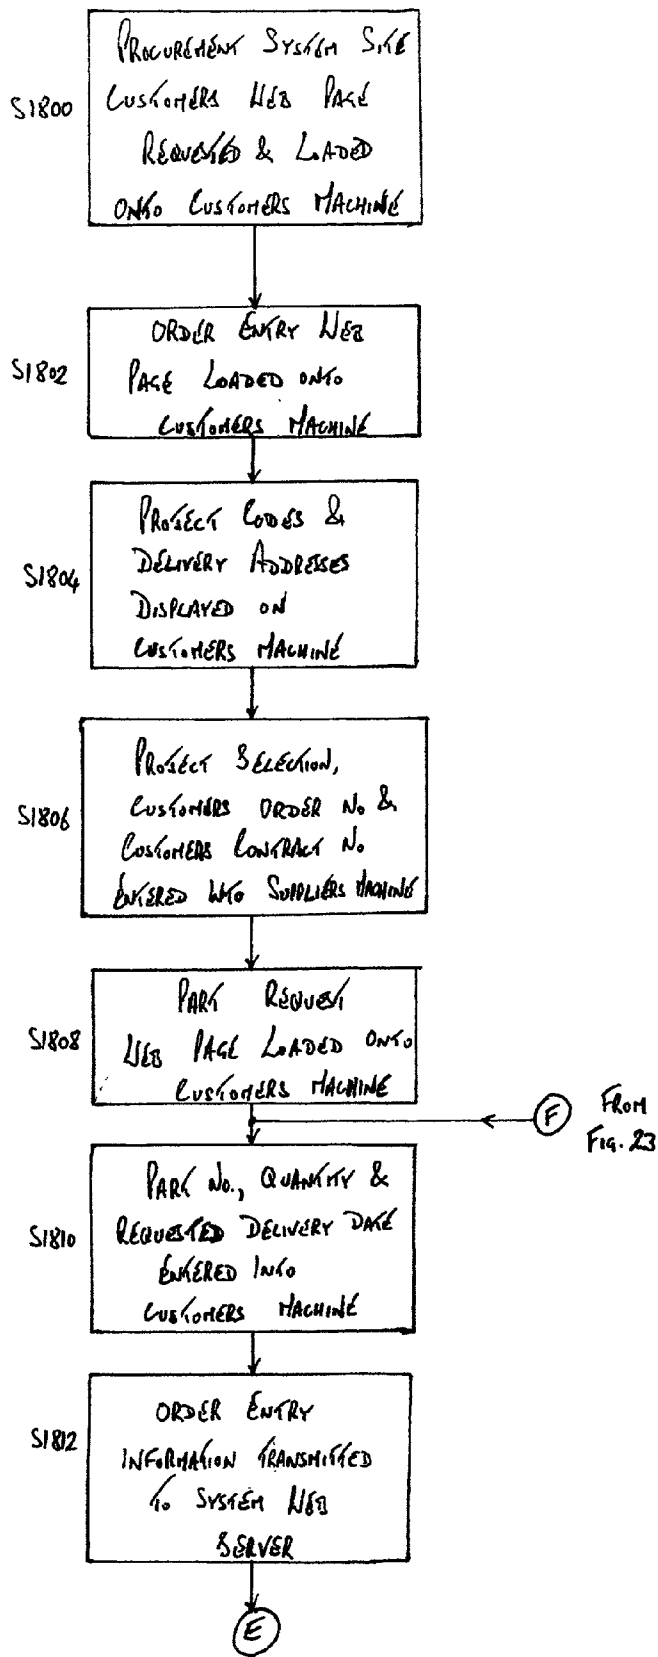 S1800
PROCUREMENT SYSTEM SITE
CUSTOMERS WEB PAGE
REQUESTED & LOADED
ONTO CUSTOMERS MACHINE
S1802
ORDER ENTRY WEB
PAGE LOADED ONTO
CUSTOMERS MACHINE
S1804
PROJECT CODES &
DELIVERY ADDRESSES
DISPLAYED ON
CUSTOMERS MACHINE
S1806
PROJECT SELECTION,
CUSTOMERS ORDER No &
CUSTOMERS CONTRACT No
ENTERED INTO SUPPLIERS MACHINE
S1808
PART REQUEST
WEB PAGE LOADED ONTO
CUSTOMERS MACHINE
F
FROM
FIG. 23
S1810
PART No., QUANTITY &
REQUESTED DELIVERY DATE
ENTERED INTO
CUSTOMERS MACHINE
S1812
ORDER ENTRY
INFORMATION TRANSMITTED
TO SYSTEM WEB
SERVER
E